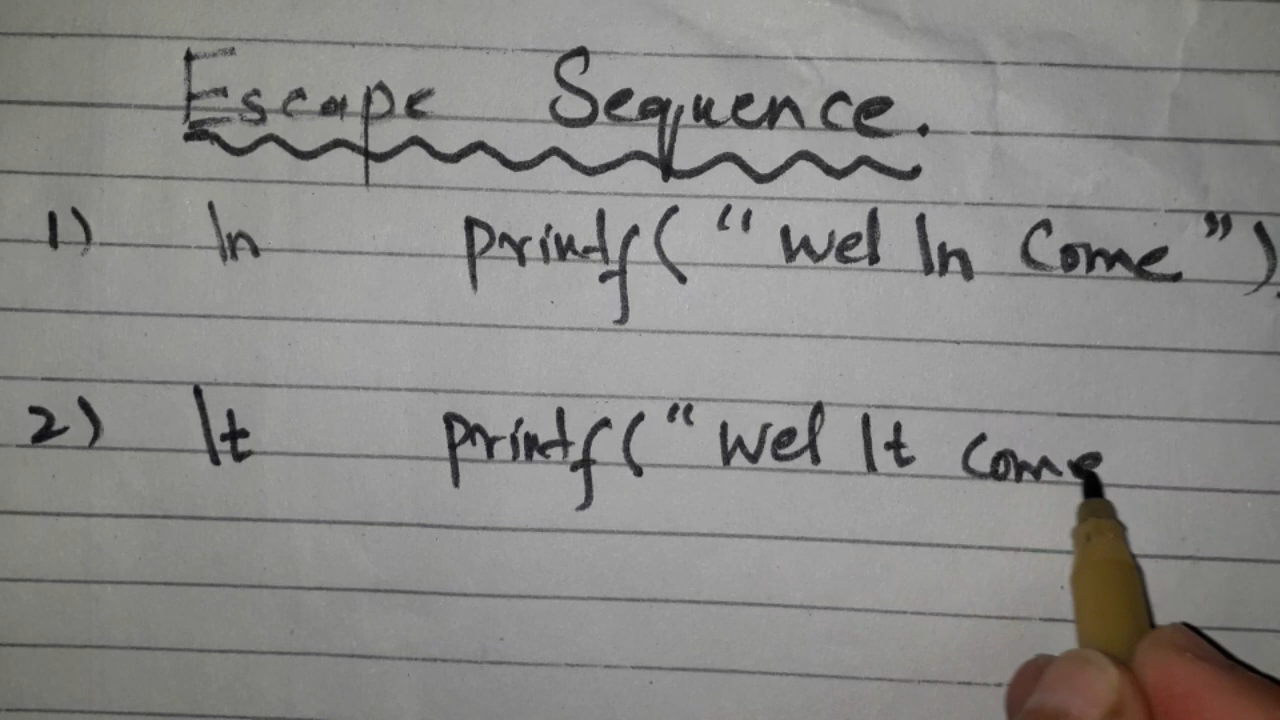 Escape Sequence.
1) \n printf("Wel \n Come")
2) \t printf("Wel \t Come